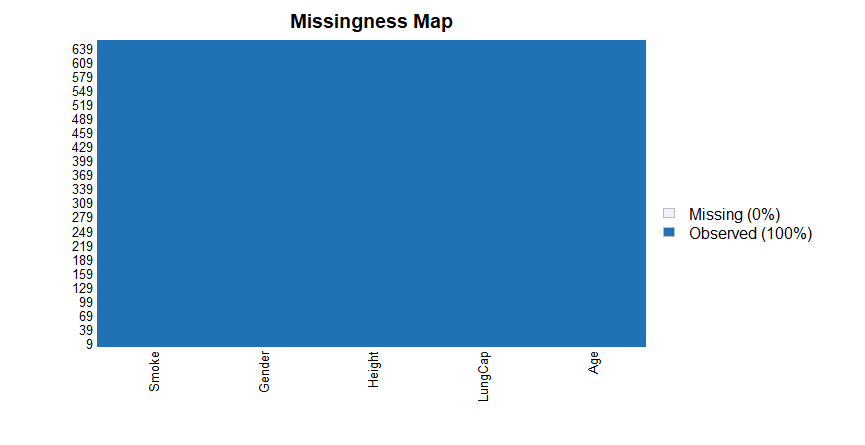 Missingness Map
639
609
579
549
519
489
459
429
399
369
339
309
279
249
219
189
159
129
99
69
39
9
Missing (0%)
Observed (100%)
Smoke
Gender
Height
LungCap
Age